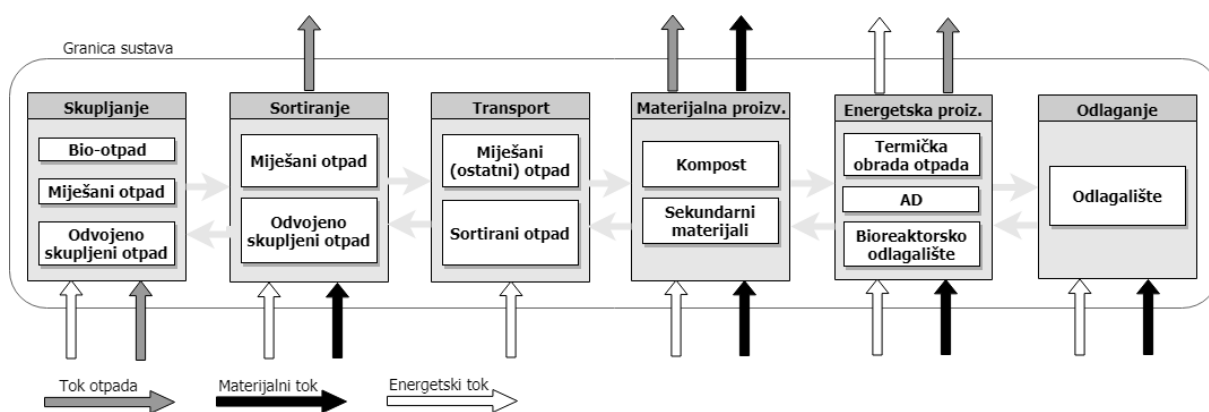 Granica sustava
Skupljanje
Bio-otpad
Miješani otpad
Odvojeno
skupljeni otpad
Sortiranje
Miješani otpad
Odvojeno
skupljeni otpad
Transport
Miješani
(ostatni) otpad
Sortirani otpad
Materijalna proizv.
Kompost
Sekundarni
materijali
Energetska proiz.
Termička
obrada otpada
AD
Bioreaktorsko
odlagalište
Odlaganje
Odlagalište
Tok otpada
Materijalni tok
Energetski tok